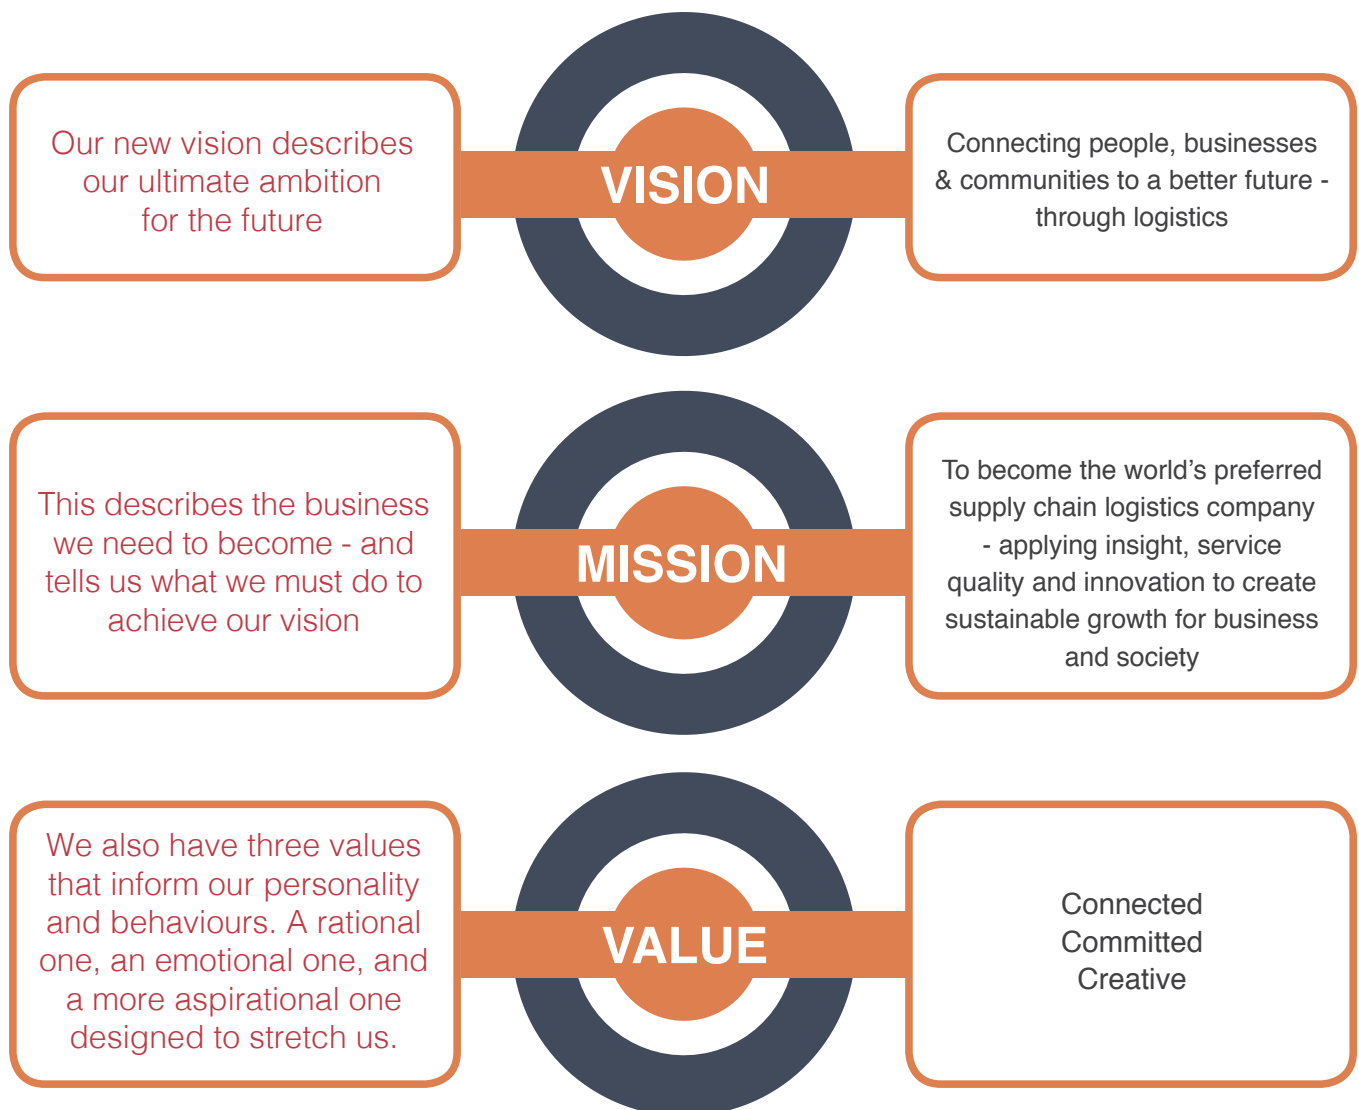 Our new vision describes
our ultimate ambition
for the future
VISION
Connecting people, businesses
& communities to a better future -
through logistics
This describes the business
we need to become - and
tells us what we must do to
achieve our vision
MISSION
To become the world’s preferred
supply chain logistics company
- applying insight, service
quality and innovation to create
sustainable growth for business
and society
We also have three values
that inform our personality
and behaviours. A rational
one, an emotional one, and
a more aspirational one
designed to stretch us.
VALUE
Connected
Committed
Creative